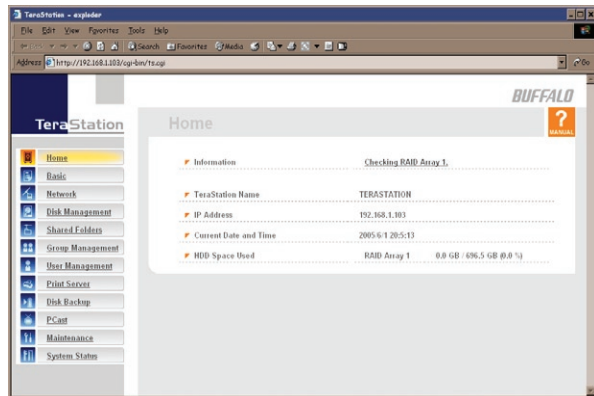 TeraStation - exploder
File Edit View Fgvorites Tools Help
Search Favorites Media
Address http://192.168.1.103/cgi-bin/ts.cgi Go
BUFFALO
TeraStation
Home
?
MANUAL
Home
Basic
Network
Disk Management
Shared Folders
Group Management
User Management
Print Server
Disk Backup
PCast
Maintenance
System Status
Information Checking RAID Array 1.
TeraStation Name TERASTATION
IP Address 192.168.1.103
Current Date and Time 2005/6/1 20:5:13
HDD Space Used RAID Array 1 0.0 GB / 696.5 GB (0.0 %)